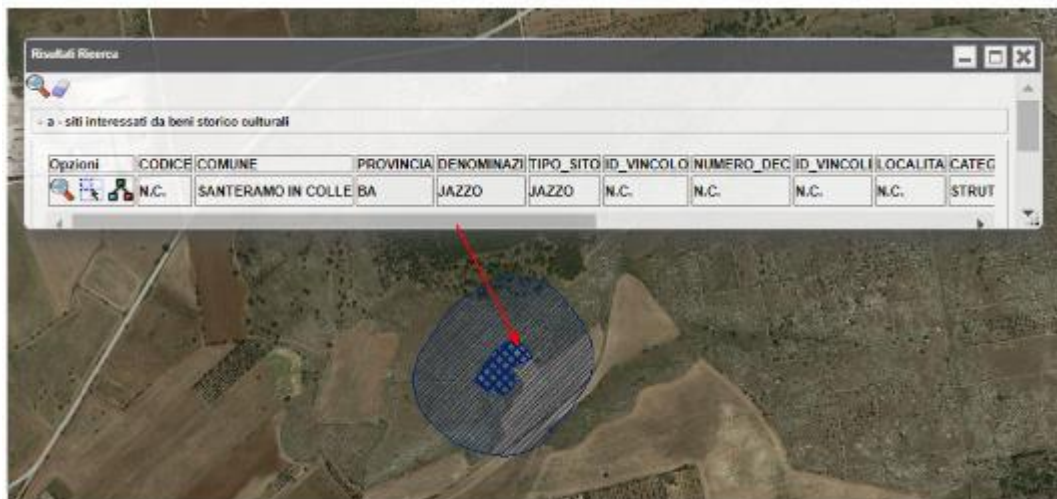 Risultati Ricerca
- a - siti interessati da beni storico culturali
Opzioni CODICE COMUNE PROVINCIA DENOMINAZI TIPO_SITO ID_VINCOLO NUMERO_DEC ID_VINCOLI LOCALITA CATEG
N.C. SANTERAMO IN COLLE BA JAZZO JAZZO N.C. N.C. N.C. N.C. STRUT